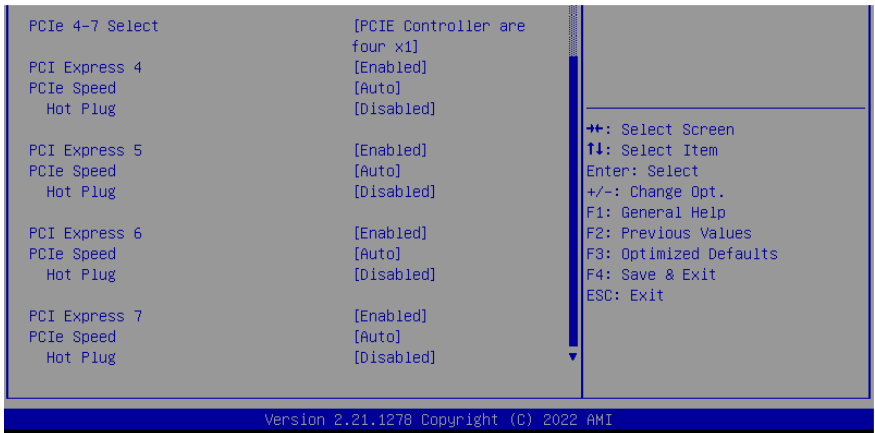 PCIe 4-7 Select [PCIE Controller are
four x1]
PCI Express 4 [Enabled]
PCIe Speed [Auto]
Hot Plug [Disabled]
PCI Express 5 [Enabled]
PCIe Speed [Auto]
Hot Plug [Disabled]
PCI Express 6 [Enabled]
PCIe Speed [Auto]
Hot Plug [Disabled]
PCI Express 7 [Enabled]
PCIe Speed [Auto]
Hot Plug [Disabled]
→←: Select Screen
↑↓: Select Item
Enter: Select
+/-: Change Opt.
F1: General Help
F2: Previous Values
F3: Optimized Defaults
F4: Save & Exit
ESC: Exit
Version 2.21.1278 Copyright (C) 2022 AMI